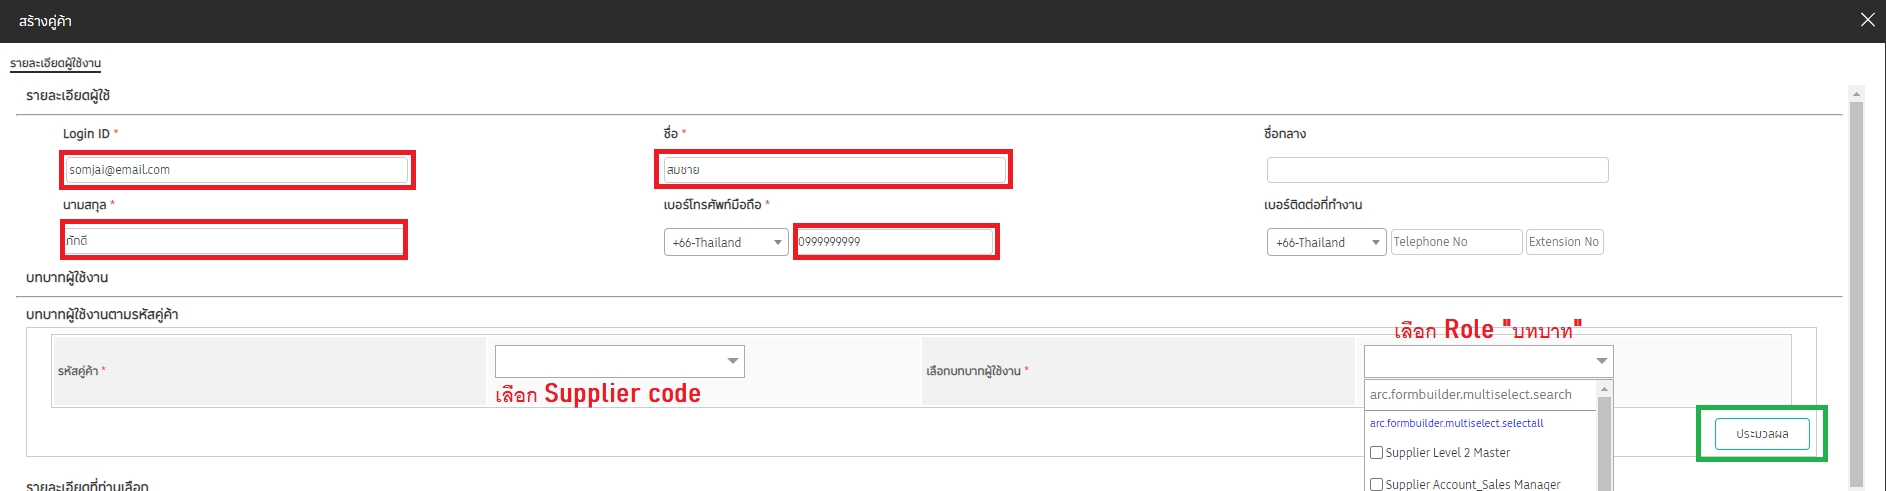 สร้างคู่ค้า
รายละเอียดผู้ใช้งาน
รายละเอียดผู้ใช้
Login ID * ชื่อ * ชื่อกลาง
somjai@email.com สมชาย
นามสกุล * เบอร์โทรศัพท์มือถือ * เบอร์ติดต่อที่ทำงาน
ภักดี +66-Thailand 0999999999 +66-Thailand Telephone No Extension No
บทบาทผู้ใช้งาน
บทบาทผู้ใช้งานตามรหัสคู่ค้า
เลือก Role "บทบาท"
รหัสคู่ค้า * เลือกบทบาทผู้ใช้งาน *
เลือก Supplier code arc.formbuilder.multiselect.search
arc.formbuilder.multiselect.selectall
ประมวลผล
Supplier Level 2 Master
Supplier Account_Sales Manager
รายละเอียดที่ท่านเลือก